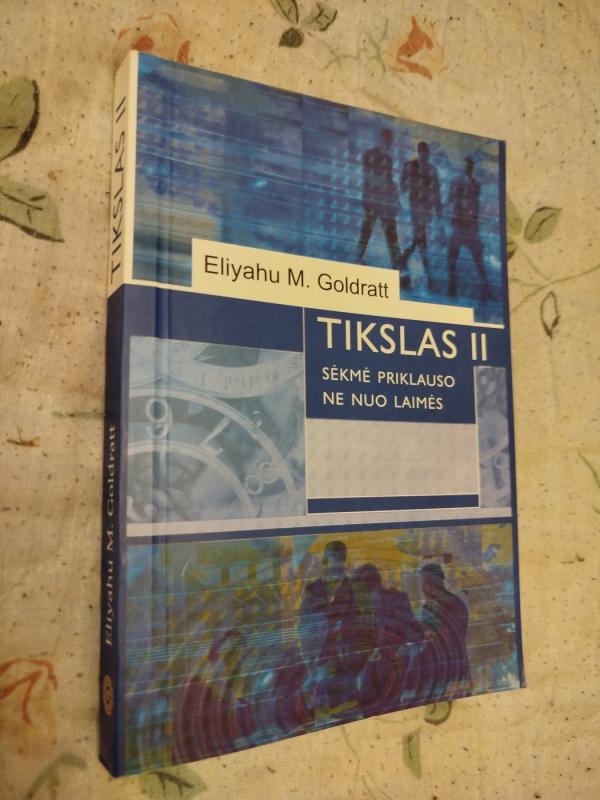 TIKSLAS II
Eliyahu M. Goldratt
Eliyahu M. Goldratt
TIKSLAS II
SĖKMĖ PRIKLAUSO
NE NUO LAIMĖS